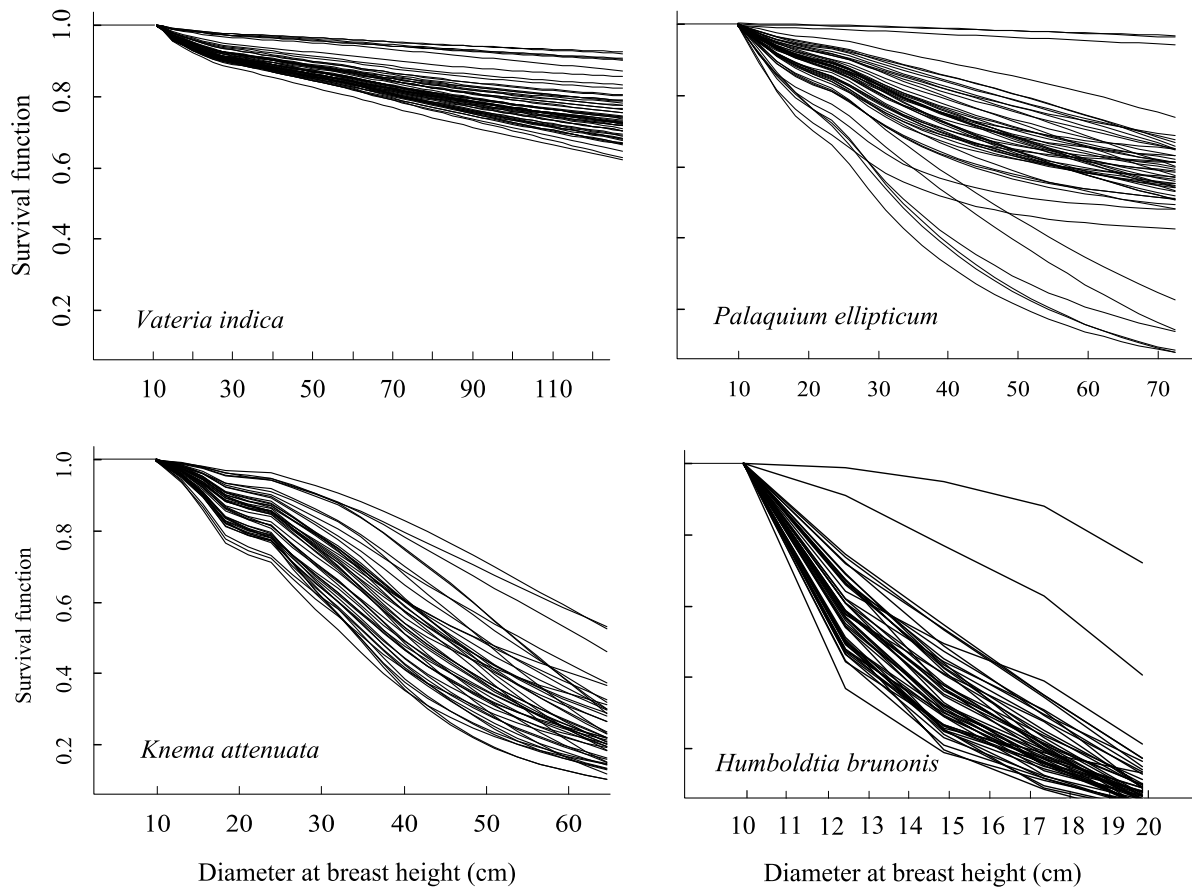 Survival function
1.0
0.8
0.6
0.4
0.2
Vateria indica
10 30 50 70 90 110
Palaquium ellipticum
10 20 30 40 50 60 70
Survival function
1.0
0.8
0.6
0.4
0.2
Knema attenuata
10 20 30 40 50 60
Diameter at breast height (cm)
Humboldtia brunonis
10 11 12 13 14 15 16 17 18 19 20
Diameter at breast height (cm)